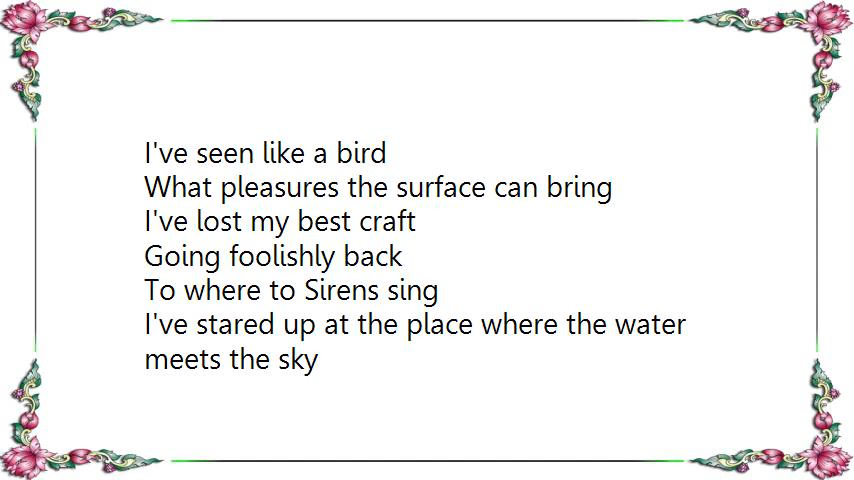 I've seen like a bird
What pleasures the surface can bring
I've lost my best craft
Going foolishly back
To where to Sirens sing
I've stared up at the place where the water
meets the sky